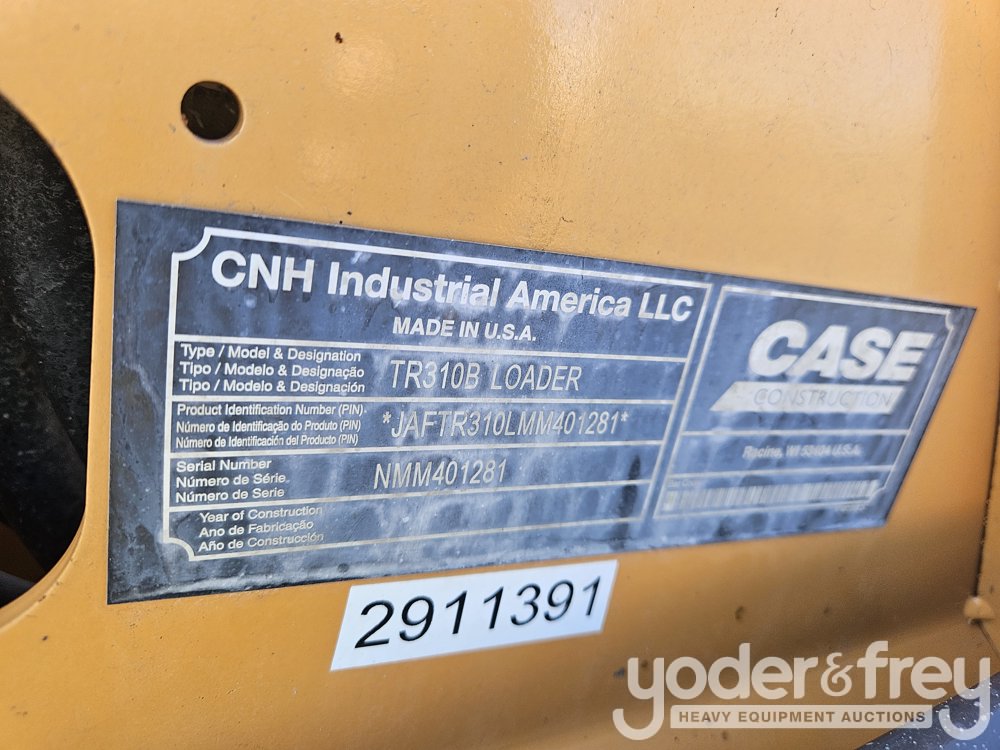 CNH Industrial America LLC
MADE IN U.S.A.
Type / Model & Designation
Tipo / Modelo & Designação
Tipo / Modelo & Designación
TR310B LOADER
Product Identification Number (PIN)
Número de Identificação do Produto (PIN)
Número de Identificación del Producto (PIN)
*JAFTR310LMM401281*
Serial Number
Número de Série
Número de Serie
NMM401281
Year of Construction
Ano de Fabricação
Año de Construcción
CASE
CONSTRUCTION
Racine, WI 53404 U.S.A.
2911391
yoder&frey
HEAVY EQUIPMENT AUCTIONS